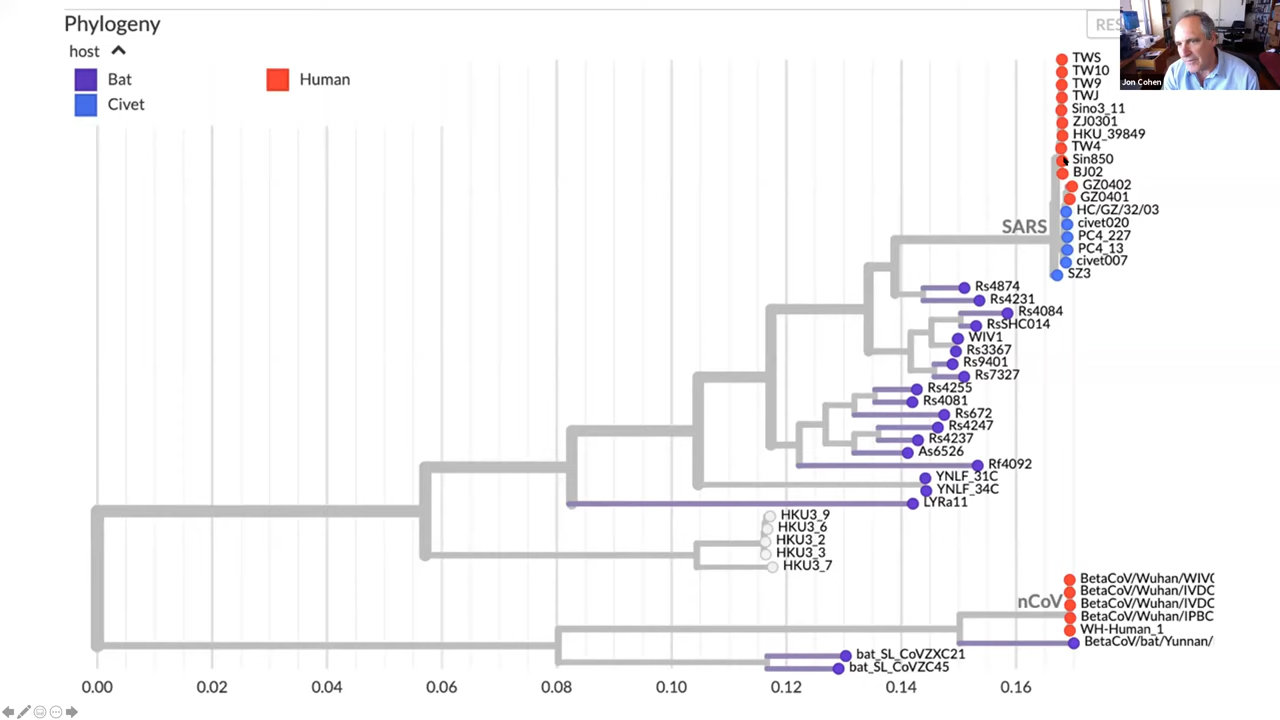 Phylogeny
RES
host
Bat
Human
Civet
Jon Cohen
TWS
TW10
TW9
TWJ
Sino3_11
ZJ0301
HKU_39849
TW4
Sin850
BJ02
GZ0402
GZ0401
HC/GZ/32/03
civet020
SARS
PC4_227
PC4_13
civet007
SZ3
Rs4874
Rs4231
Rs4084
RsSHC014
WIV1
Rs3367
Rs9401
Rs7327
Rs4255
Rs4081
Rs672
Rs4247
Rs4237
As6526
Rf4092
YNLF_31C
YNLF_34C
LYRa11
HKU3_9
HKU3_6
HKU3_2
HKU3_3
HKU3_7
BetaCoV/Wuhan/WIV
BetaCoV/Wuhan/IVDC
nCoV
BetaCoV/Wuhan/IVDC
BetaCoV/Wuhan/IPBC
WH-Human_1
BetaCoV/bat/Yunnan/
bat_SL_CoVZXC21
bat_SL_CoVZC45
0.00 0.02 0.04 0.06 0.08 0.10 0.12 0.14 0.16